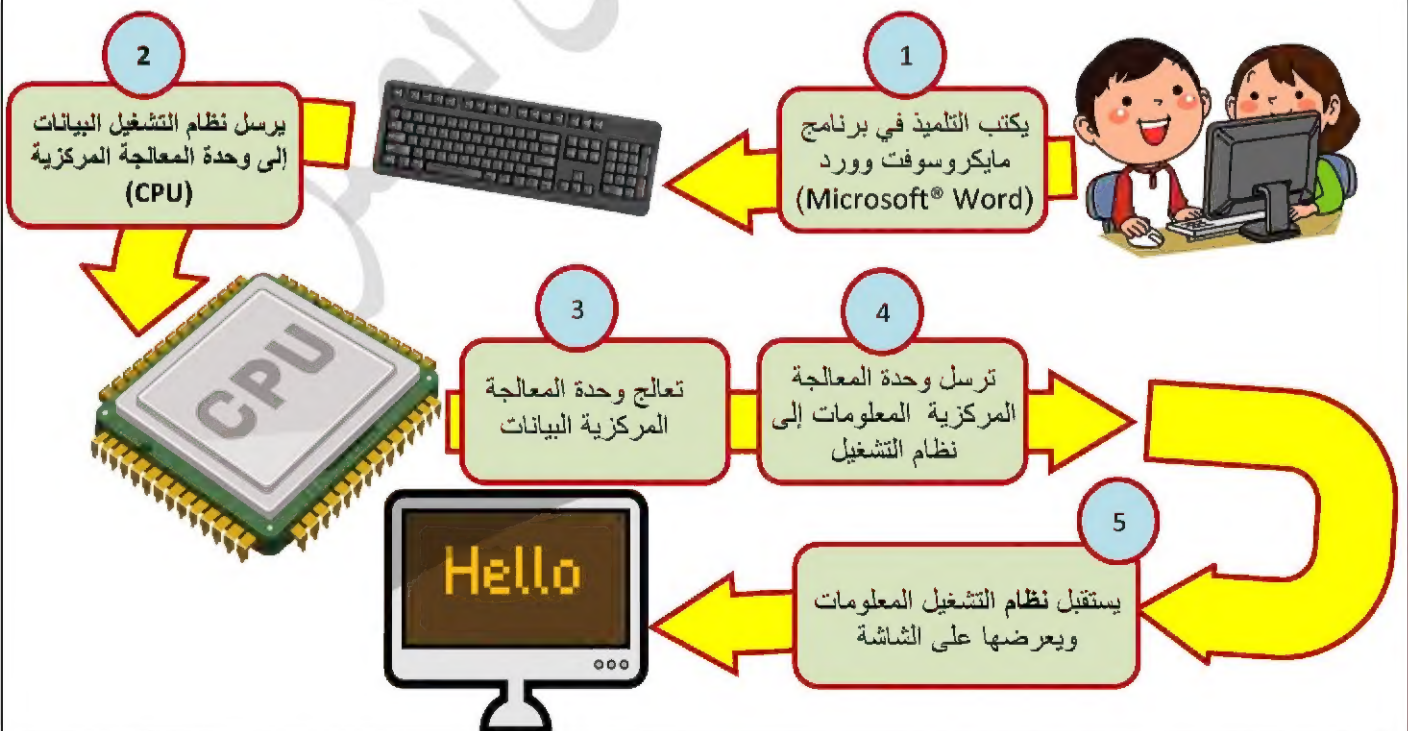 1
يكتب التلميذ في برنامج
مايكروسوفت وورد
(Microsoft® Word)
2
يرسل نظام التشغيل البيانات
إلى وحدة المعالجة المركزية
(CPU)
CPU
3
تعالج وحدة المعالجة
المركزية البيانات
4
ترسل وحدة المعالجة
المركزية المعلومات إلى
نظام التشغيل
5
يستقبل نظام التشغيل المعلومات
ويعرضها على الشاشة
Hello